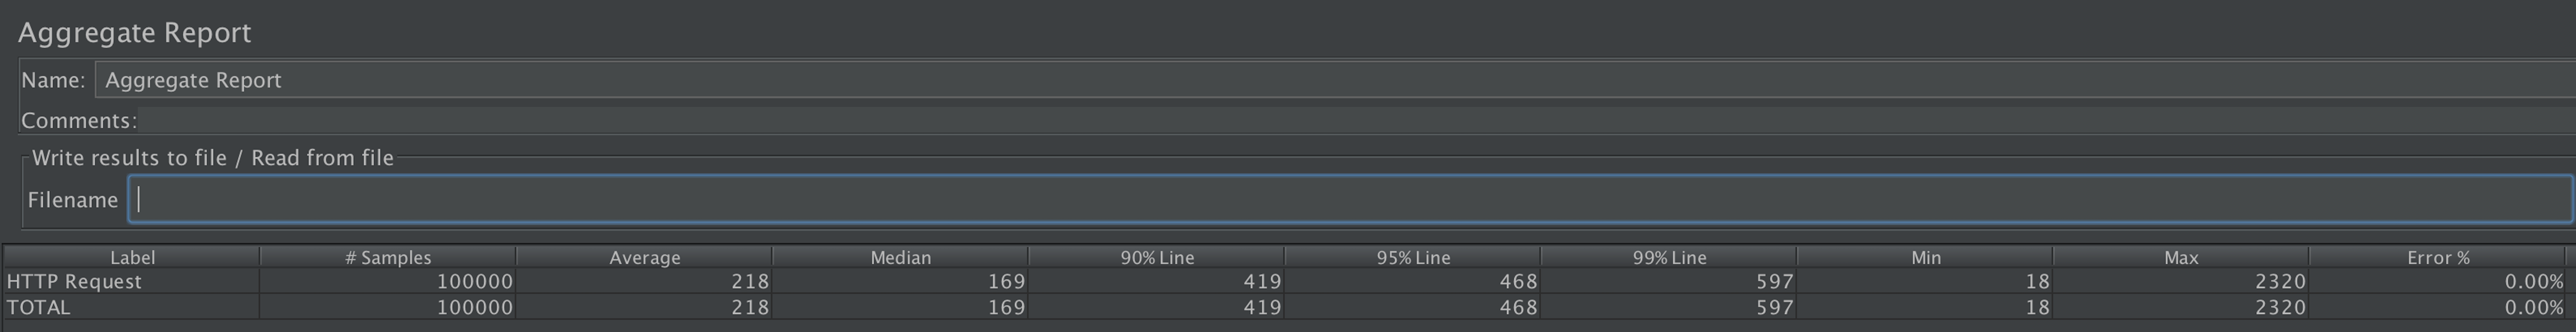 Aggregate Report
Name: Aggregate Report
Comments:
Write results to file / Read from file
Filename
Label # Samples Average Median 90% Line 95% Line 99% Line Min Max Error %
HTTP Request 100000 218 169 419 468 597 18 2320 0.00%
TOTAL 100000 218 169 419 468 597 18 2320 0.00%